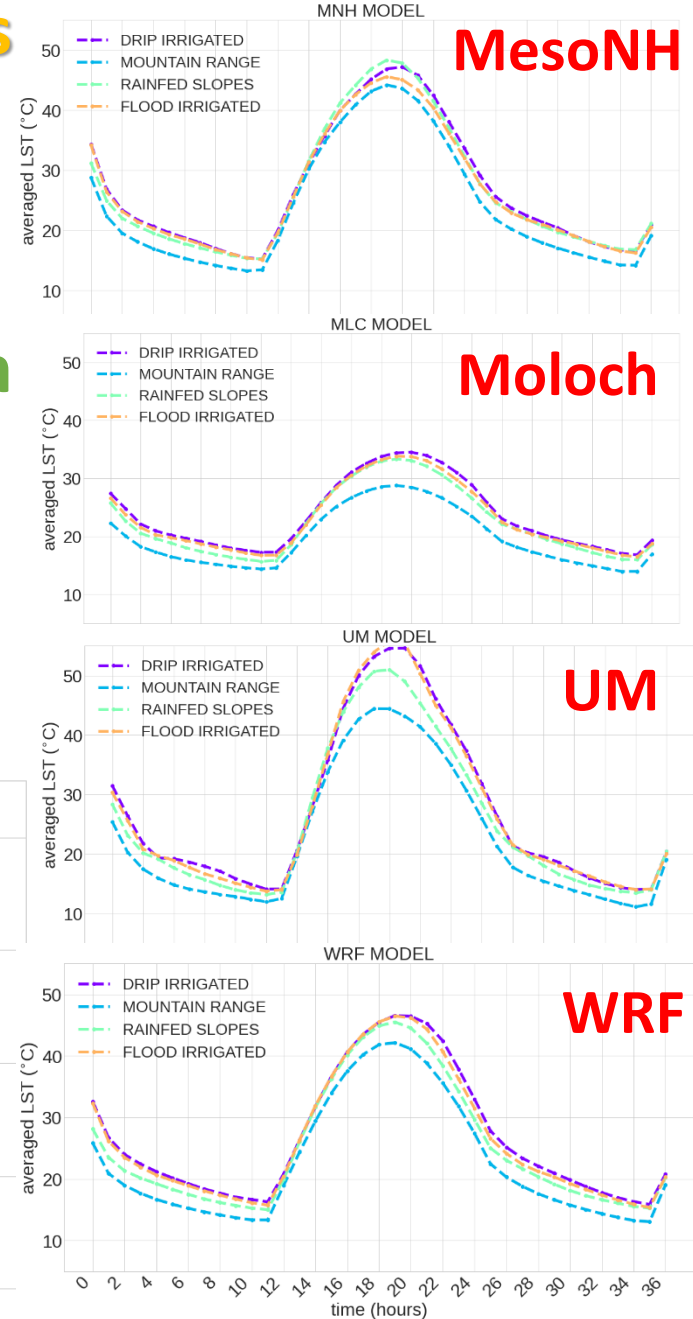 s
MNH MODEL
MesoNH
50
40
30
20
10
averaged LST (°C)
DRIP IRRIGATED
MOUNTAIN RANGE
RAINFED SLOPES
FLOOD IRRIGATED
n
MLC MODEL
Moloch
50
40
30
20
10
averaged LST (°C)
DRIP IRRIGATED
MOUNTAIN RANGE
RAINFED SLOPES
FLOOD IRRIGATED
UM MODEL
UM
50
40
30
20
10
averaged LST (°C)
DRIP IRRIGATED
MOUNTAIN RANGE
RAINFED SLOPES
FLOOD IRRIGATED
WRF MODEL
WRF
50
40
30
20
10
averaged LST (°C)
DRIP IRRIGATED
MOUNTAIN RANGE
RAINFED SLOPES
FLOOD IRRIGATED
0 2 4 6 8 10 12 14 16 18 20 22 24 26 28 30 32 34 36
time (hours)